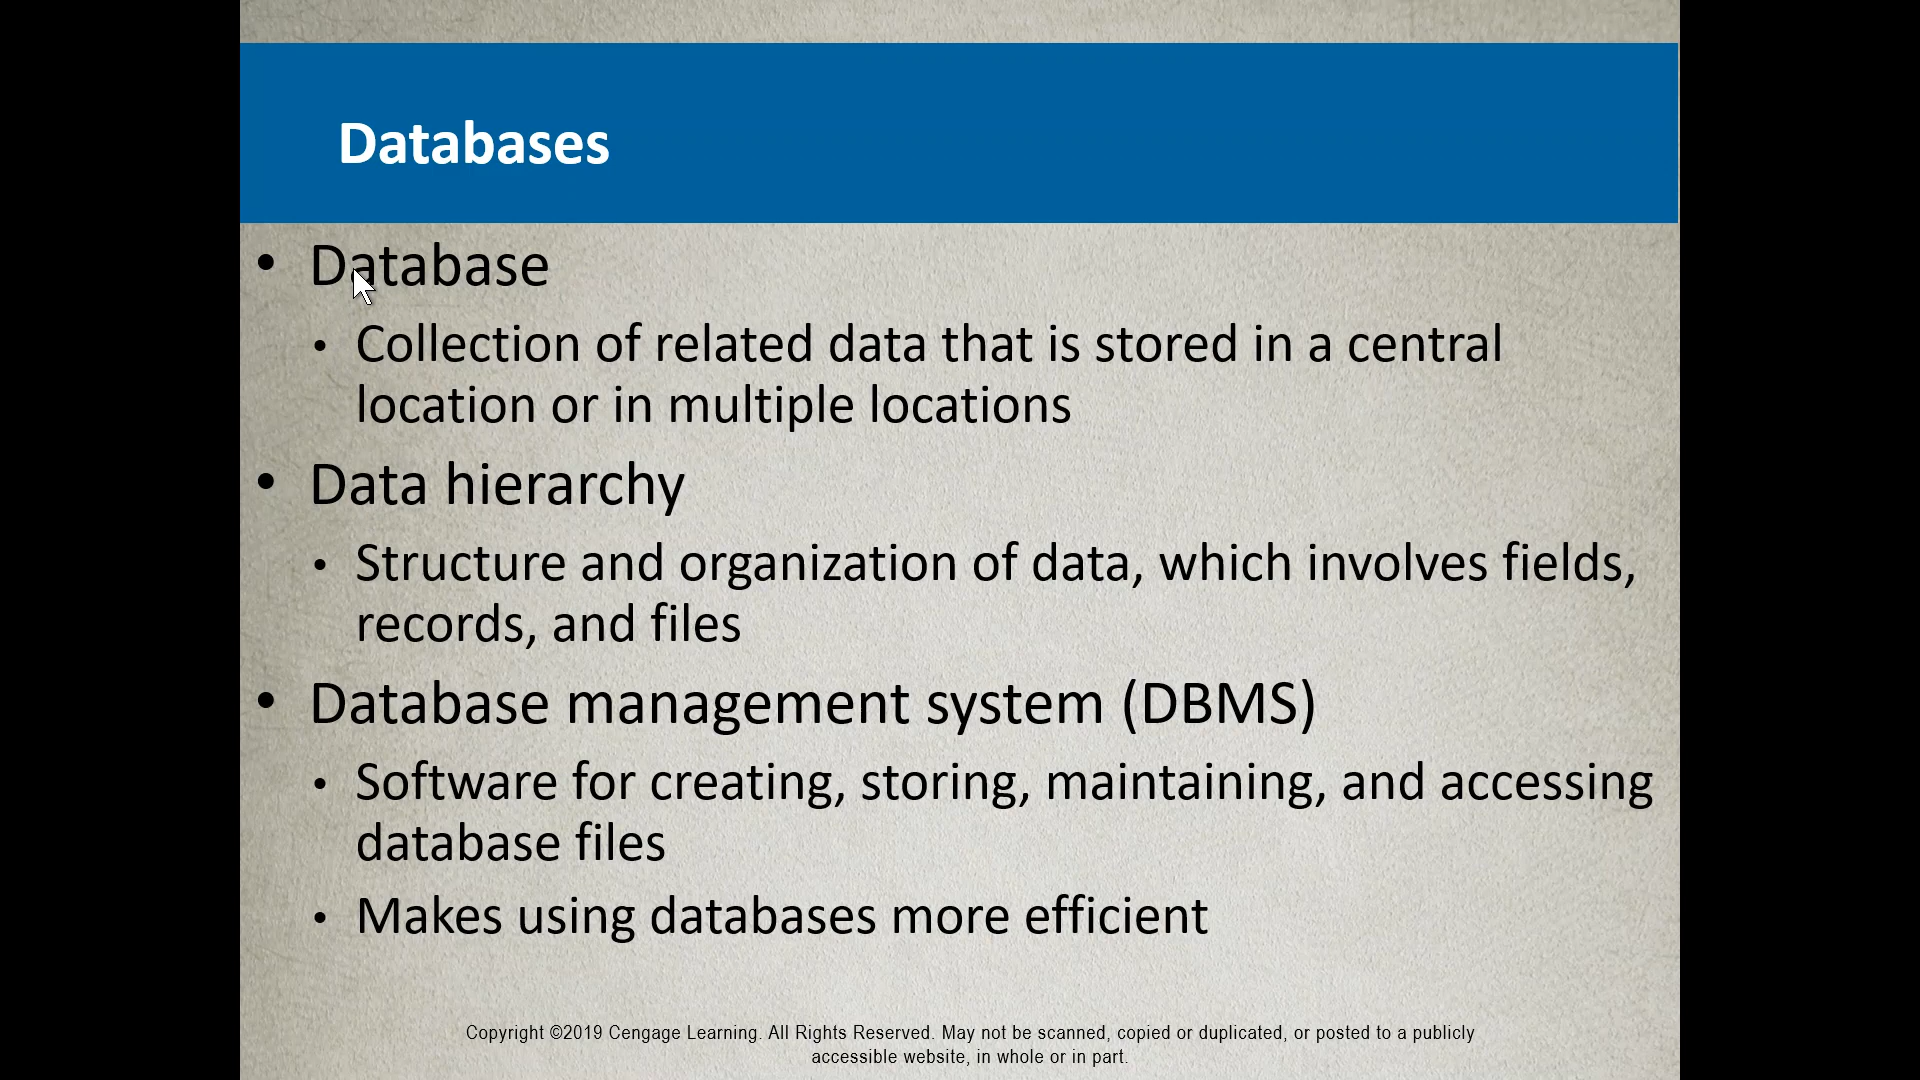 Databases
• Database
• Collection of related data that is stored in a central
location or in multiple locations
• Data hierarchy
• Structure and organization of data, which involves fields,
records, and files
• Database management system (DBMS)
• Software for creating, storing, maintaining, and accessing
database files
• Makes using databases more efficient
Copyright ©2019 Cengage Learning. All Rights Reserved. May not be scanned, copied or duplicated, or posted to a publicly
accessible website, in whole or in part.